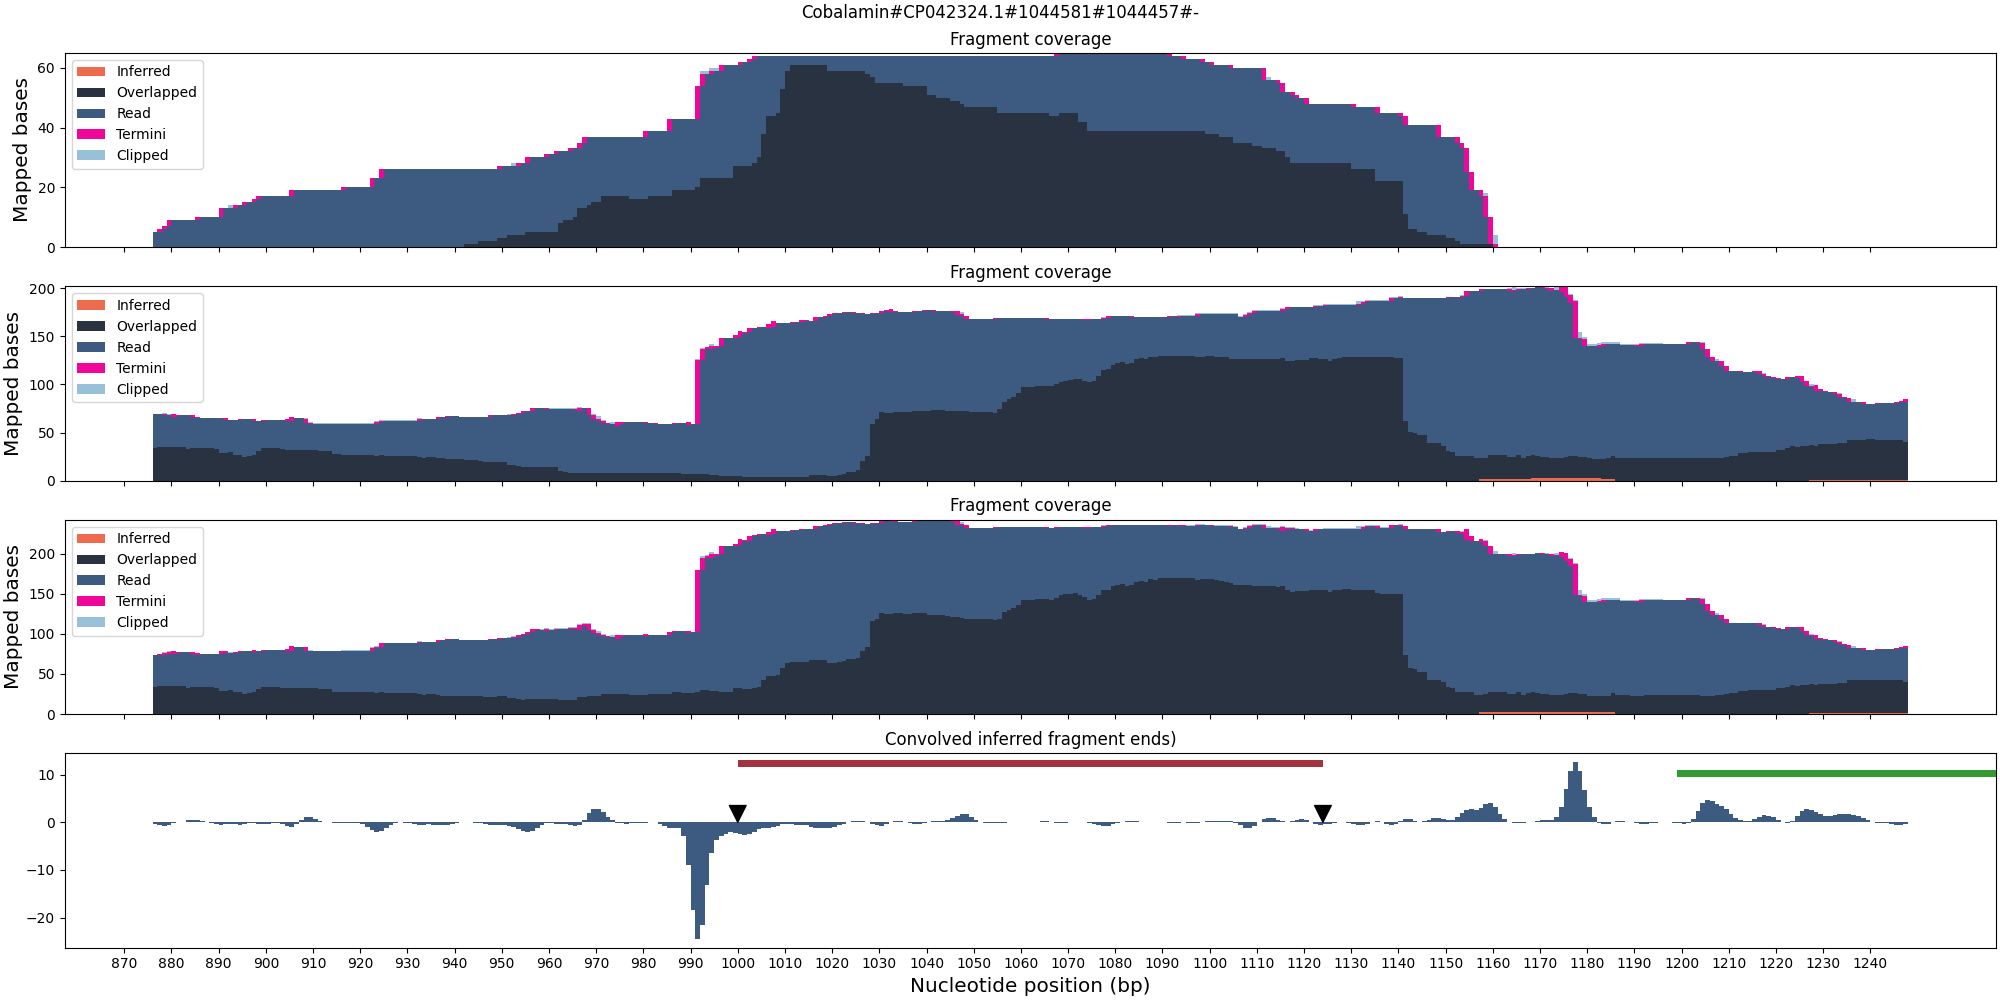 Cobalamin#CP042324.1#1044581#1044457#-
Fragment coverage
Mapped bases
60
40
20
0
Inferred
Overlapped
Read
Termini
Clipped
Fragment coverage
Mapped bases
200
150
100
50
0
Inferred
Overlapped
Read
Termini
Clipped
Fragment coverage
Mapped bases
200
150
100
50
0
Inferred
Overlapped
Read
Termini
Clipped
Convolved inferred fragment ends)
10
0
−10
−20
870 880 890 900 910 920 930 940 950 960 970 980 990 1000 1010 1020 1030 1040 1050 1060 1070 1080 1090 1100 1110 1120 1130 1140 1150 1160 1170 1180 1190 1200 1210 1220 1230 1240
Nucleotide position (bp)